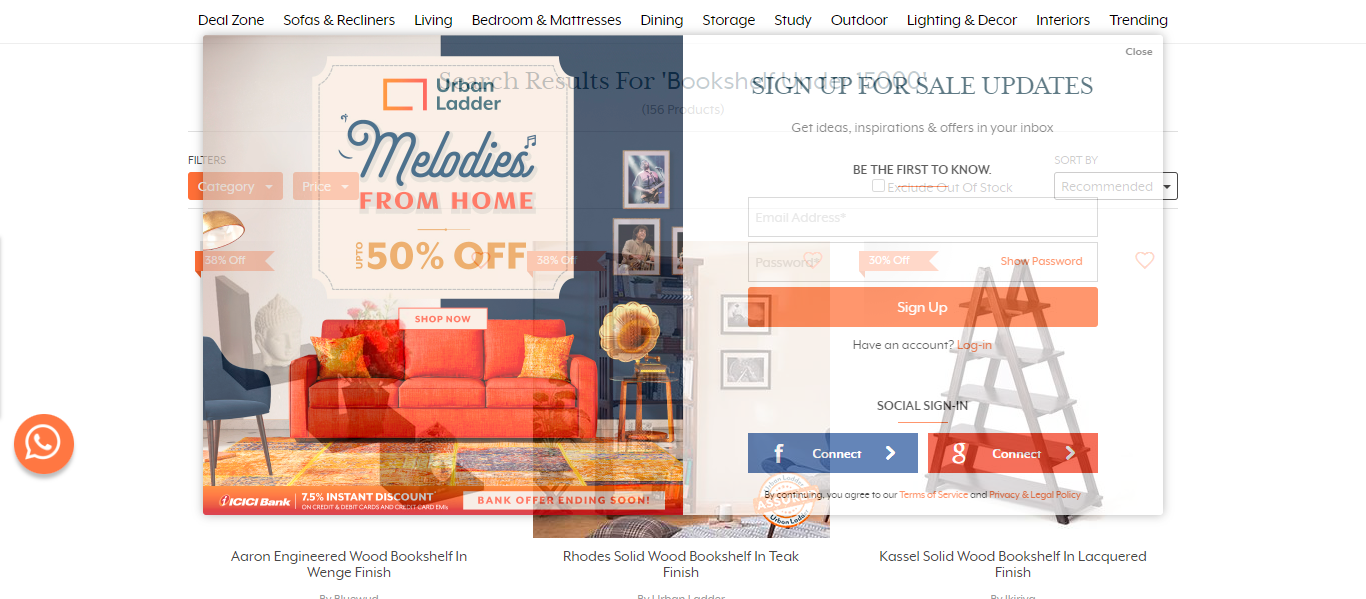 Deal Zone Sofas & Recliners Living Bedroom & Mattresses Dining Storage Study Outdoor Lighting & Decor Interiors Trending
Close
Search Results For 'Bookshelf Under 15000'
(156 Products)
Urban
Ladder
Melodies
FROM HOME
UPTO 50% OFF
SHOP NOW
SIGN UP FOR SALE UPDATES
Get ideas, inspirations & offers in your inbox
BE THE FIRST TO KNOW.
FILTERS
Category
Price
Exclude Out Of Stock
SORT BY
Recommended
Email Address*
Password*
Show Password
Sign Up
Have an account? Log-in
SOCIAL SIGN-IN
f Connect
g Connect
By continuing, you agree to our Terms of Service and Privacy & Legal Policy
38% Off
38% Off
30% Off
ICICI Bank
7.5% INSTANT DISCOUNT
ON CREDIT & DEBIT CARDS AND CREDIT CARD EMIs
BANK OFFER ENDING SOON!
Urban Ladder
ASSURED
Urban Ladder
Aaron Engineered Wood Bookshelf In
Wenge Finish
Rhodes Solid Wood Bookshelf In Teak
Finish
Kassel Solid Wood Bookshelf In Lacquered
Finish
By Bluewud
By Urban Ladder
By Ikiriya